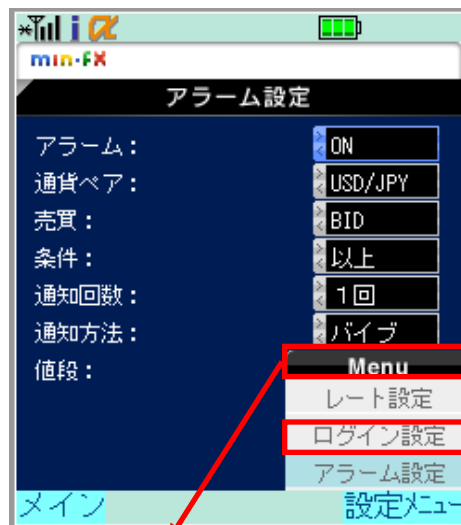 min-FX
アラーム設定
アラーム： ON
通貨ペア： USD/JPY
売買： BID
条件： 以上
通知回数： 1回
通知方法： バイブ
値段：
Menu
レート設定
ログイン設定
アラーム設定
メイン 設定メニュー